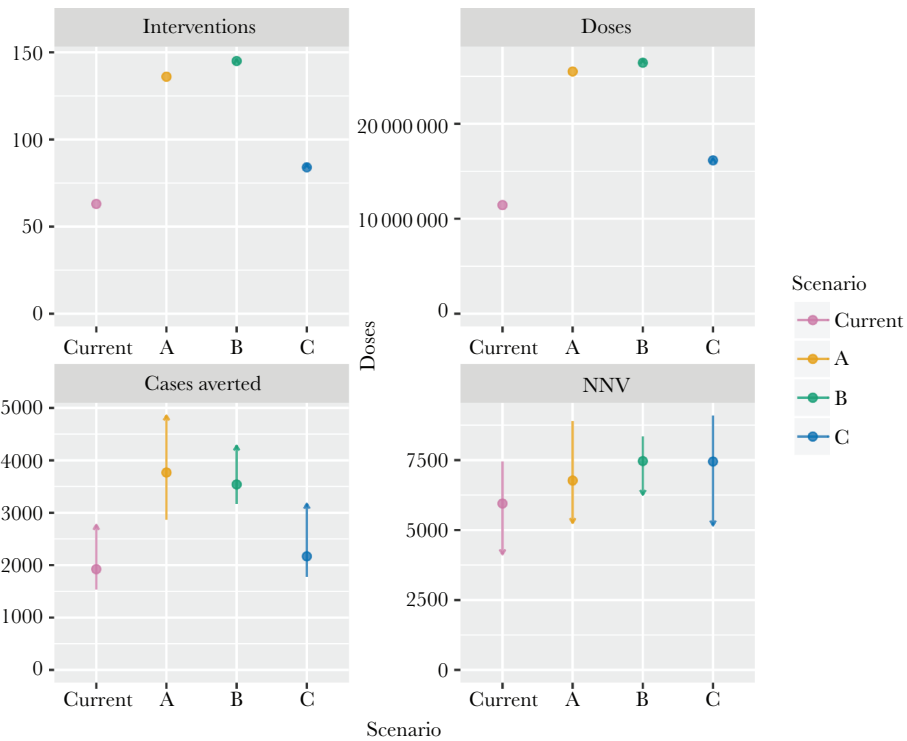 Interventions
150
100
50
0
Current A B C
Doses
20 000 000
10 000 000
0
Current A B C
Doses
Cases averted
5000
4000
3000
2000
1000
0
Current A B C
NNV
7500
5000
2500
0
Current A B C
Scenario
Scenario
Current
A
B
C